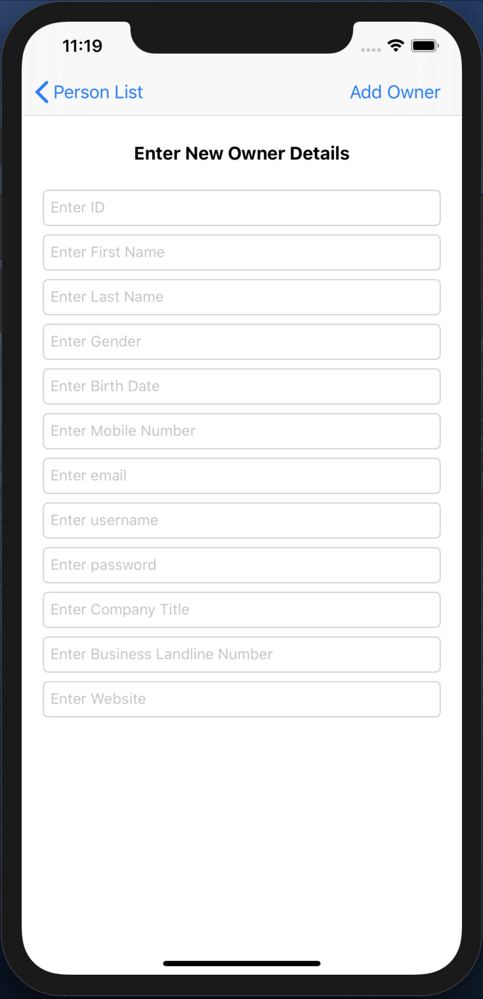 11:19
Person List
Add Owner
Enter New Owner Details
Enter ID
Enter First Name
Enter Last Name
Enter Gender
Enter Birth Date
Enter Mobile Number
Enter email
Enter username
Enter password
Enter Company Title
Enter Business Landline Number
Enter Website